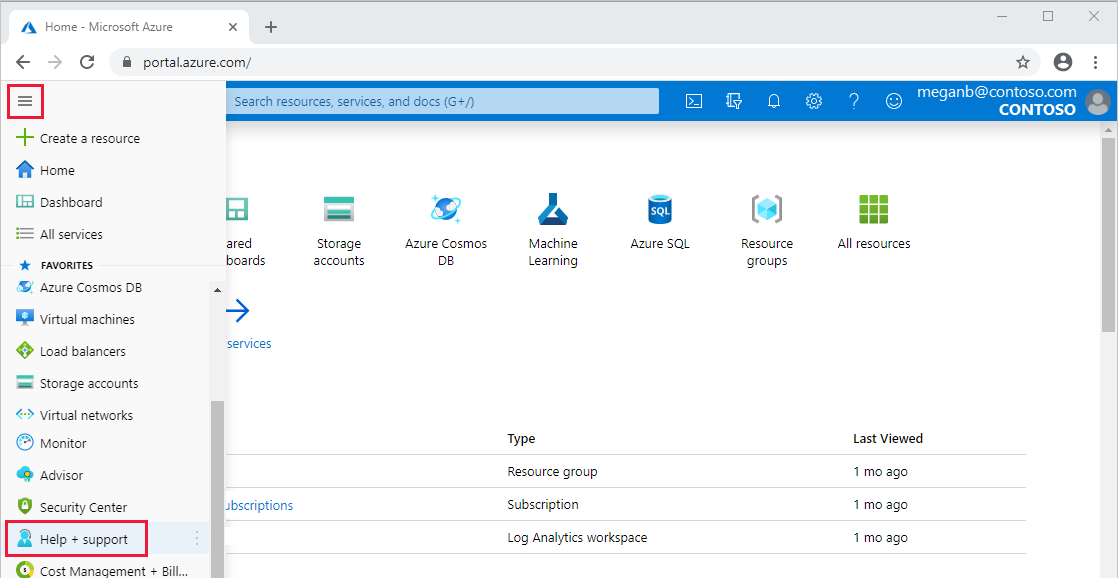 Home - Microsoft Azure
portal.azure.com/
Search resources, services, and docs (G+/)
meganb@contoso.com
CONTOSO
Create a resource
Home
Dashboard
All services
FAVORITES
Azure Cosmos DB
Virtual machines
Load balancers
Storage accounts
Virtual networks
Monitor
Advisor
Security Center
Help + support
Cost Management + Bill...
ared
boards
Storage
accounts
Azure Cosmos
DB
Machine
Learning
SQL
Azure SQL
Resource
groups
All resources
services
Type
Last Viewed
Resource group
1 mo ago
ubscriptions
Subscription
1 mo ago
Log Analytics workspace
1 mo ago